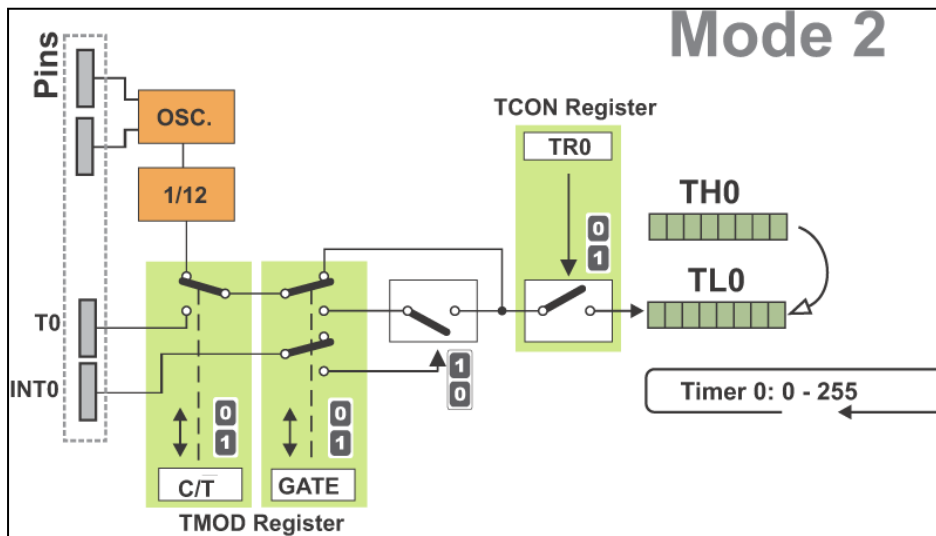 Mode 2
Pins
OSC.
1/12
TCON Register
TR0
0
1
TH0
TL0
T0
INT0
1
0
0
1
0
1
C/T̅
GATE
TMOD Register
Timer 0: 0 - 255